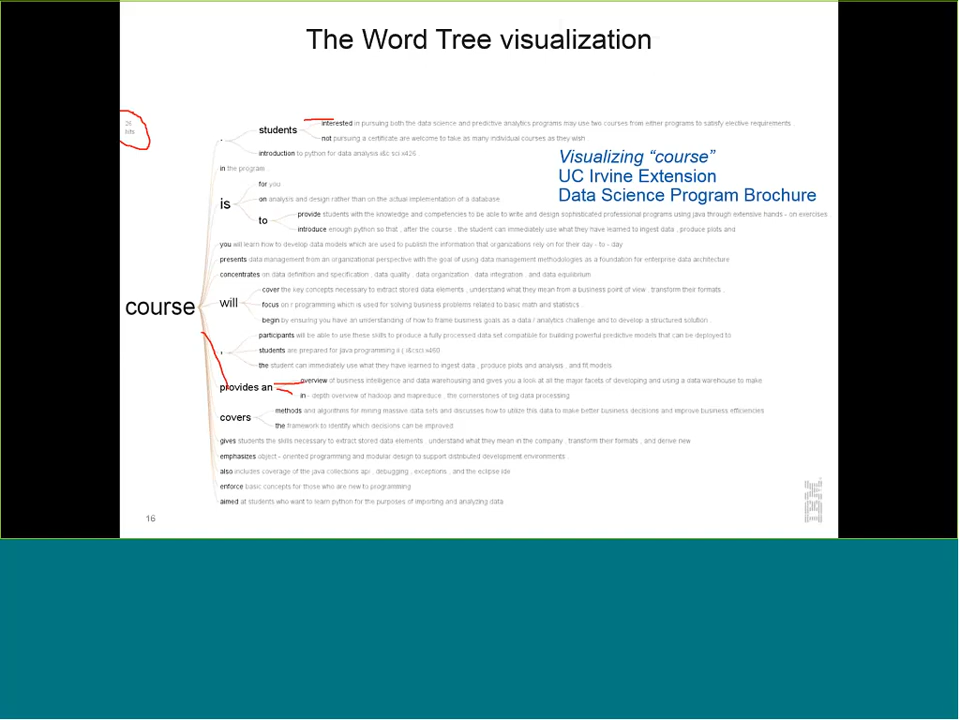 The Word Tree visualization
26
hits
course
.
students
interested in pursuing both the data science and predictive analytics programs may use two courses from either programs to satisfy elective requirements .
not pursuing a certificate are welcome to take as many individual courses as they wish
introduction to python for data analysis i&c sci x426 .
in the program .
is
for you
on analysis and design rather than on the actual implementation of a database
to
provide students with the knowledge and competencies to be able to write and design sophisticated professional programs using java through extensive hands - on exercises
introduce enough python so that , after the course , the student can immediately use what they have learned to ingest data , produce plots and
you will learn how to develop data models which are used to publish the information that organizations rely on for their day - to - day
presents data management from an organizational perspective with the goal of using data management methodologies as a foundation for enterprise data architecture
concentrates on data definition and specification , data quality , data organization , data integration , and data equilibrium
will
cover the key concepts necessary to extract stored data elements , understand what they mean from a business point of view , transform their formats ,
focus on r programming which is used for solving business problems related to basic math and statistics .
begin by ensuring you have an understanding of how to frame business goals as a data / analytics challenge and to develop a structured solution .
,
participants will be able to use these skills to produce a fully processed data set compatible for building powerful predictive models that can be deployed to
students are prepared for java programming ii ( i&csci x460
the student can immediately use what they have learned to ingest data , produce plots and analysis , and fit models
provides an
overview of business intelligence and data warehousing and gives you a look at all the major facets of developing and using a data warehouse to make
in - depth overview of hadoop and mapreduce , the cornerstones of big data processing
covers
methods and algorithms for mining massive data sets and discusses how to utilize this data to make better business decisions and improve business efficiencies
the framework to identify which decisions can be improved
gives students the skills necessary to extract stored data elements , understand what they mean in the company , transform their formats , and derive new
emphasizes object - oriented programming and modular design to support distributed development environments .
also includes coverage of the java collections api , debugging , exceptions , and the eclipse ide
enforce basic concepts for those who are new to programming
aimed at students who want to learn python for the purposes of importing and analyzing data
Visualizing “course”
UC Irvine Extension
Data Science Program Brochure
16
IBM